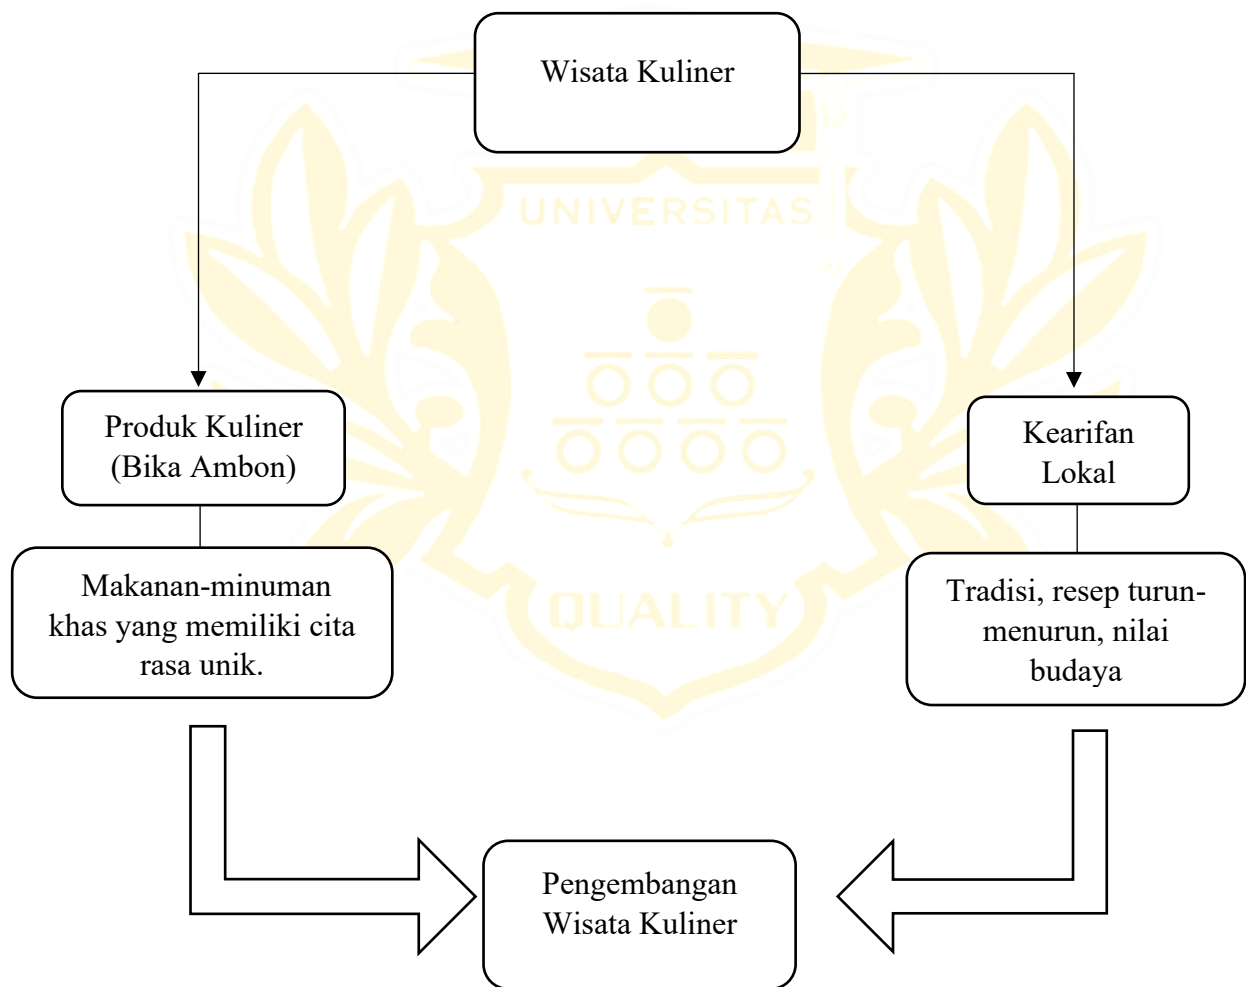 Wisata Kuliner
UNIVERSITAS
Produk Kuliner
(Bika Ambon)
Kearifan
Lokal
Makanan-minuman
khas yang memiliki cita
rasa unik.
Tradisi, resep turun-
menurun, nilai
budaya
QUALITY
Pengembangan
Wisata Kuliner